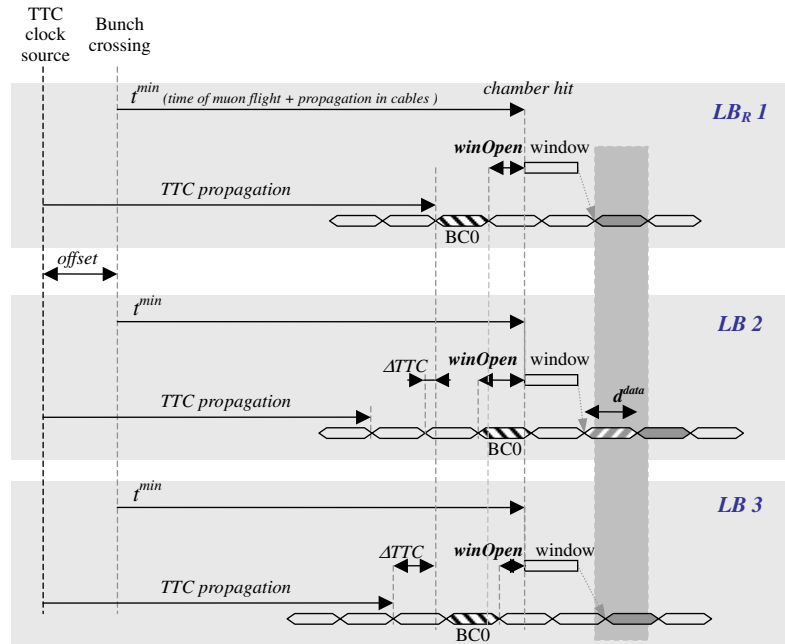 TTC
clock
source
Bunch
crossing
t^min (time of muon flight + propagation in cables )
chamber hit
LB_R 1
winOpen
window
TTC propagation
BC0
offset
t^min
LB 2
ΔTTC
winOpen
window
d^data
TTC propagation
BC0
t^min
LB 3
ΔTTC
winOpen
window
TTC propagation
BC0